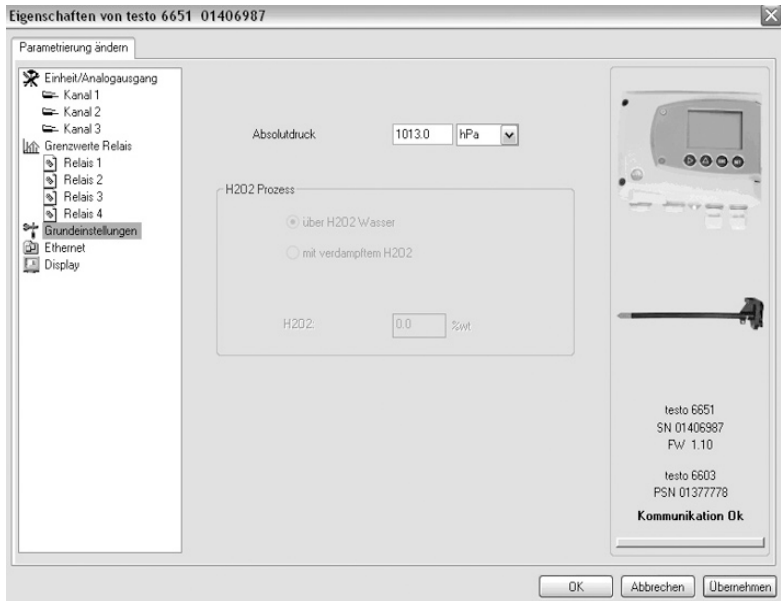 Eigenschaften von testo 6651 01406987
Parametrierung ändern
Einheit/Analogausgang
Kanal 1
Kanal 2
Kanal 3
Grenzwerte Relais
Relais 1
Relais 2
Relais 3
Relais 4
Grundeinstellungen
Ethernet
Display
Absolutdruck 1013.0 hPa
H2O2 Prozess
über H2O2 Wasser
mit verdampftem H2O2
H2O2: 0.0 %wt
testo 6651
SN 01406987
FW 1.10
testo 6603
PSN 01377778
Kommunikation Ok
OK Abbrechen Übernehmen